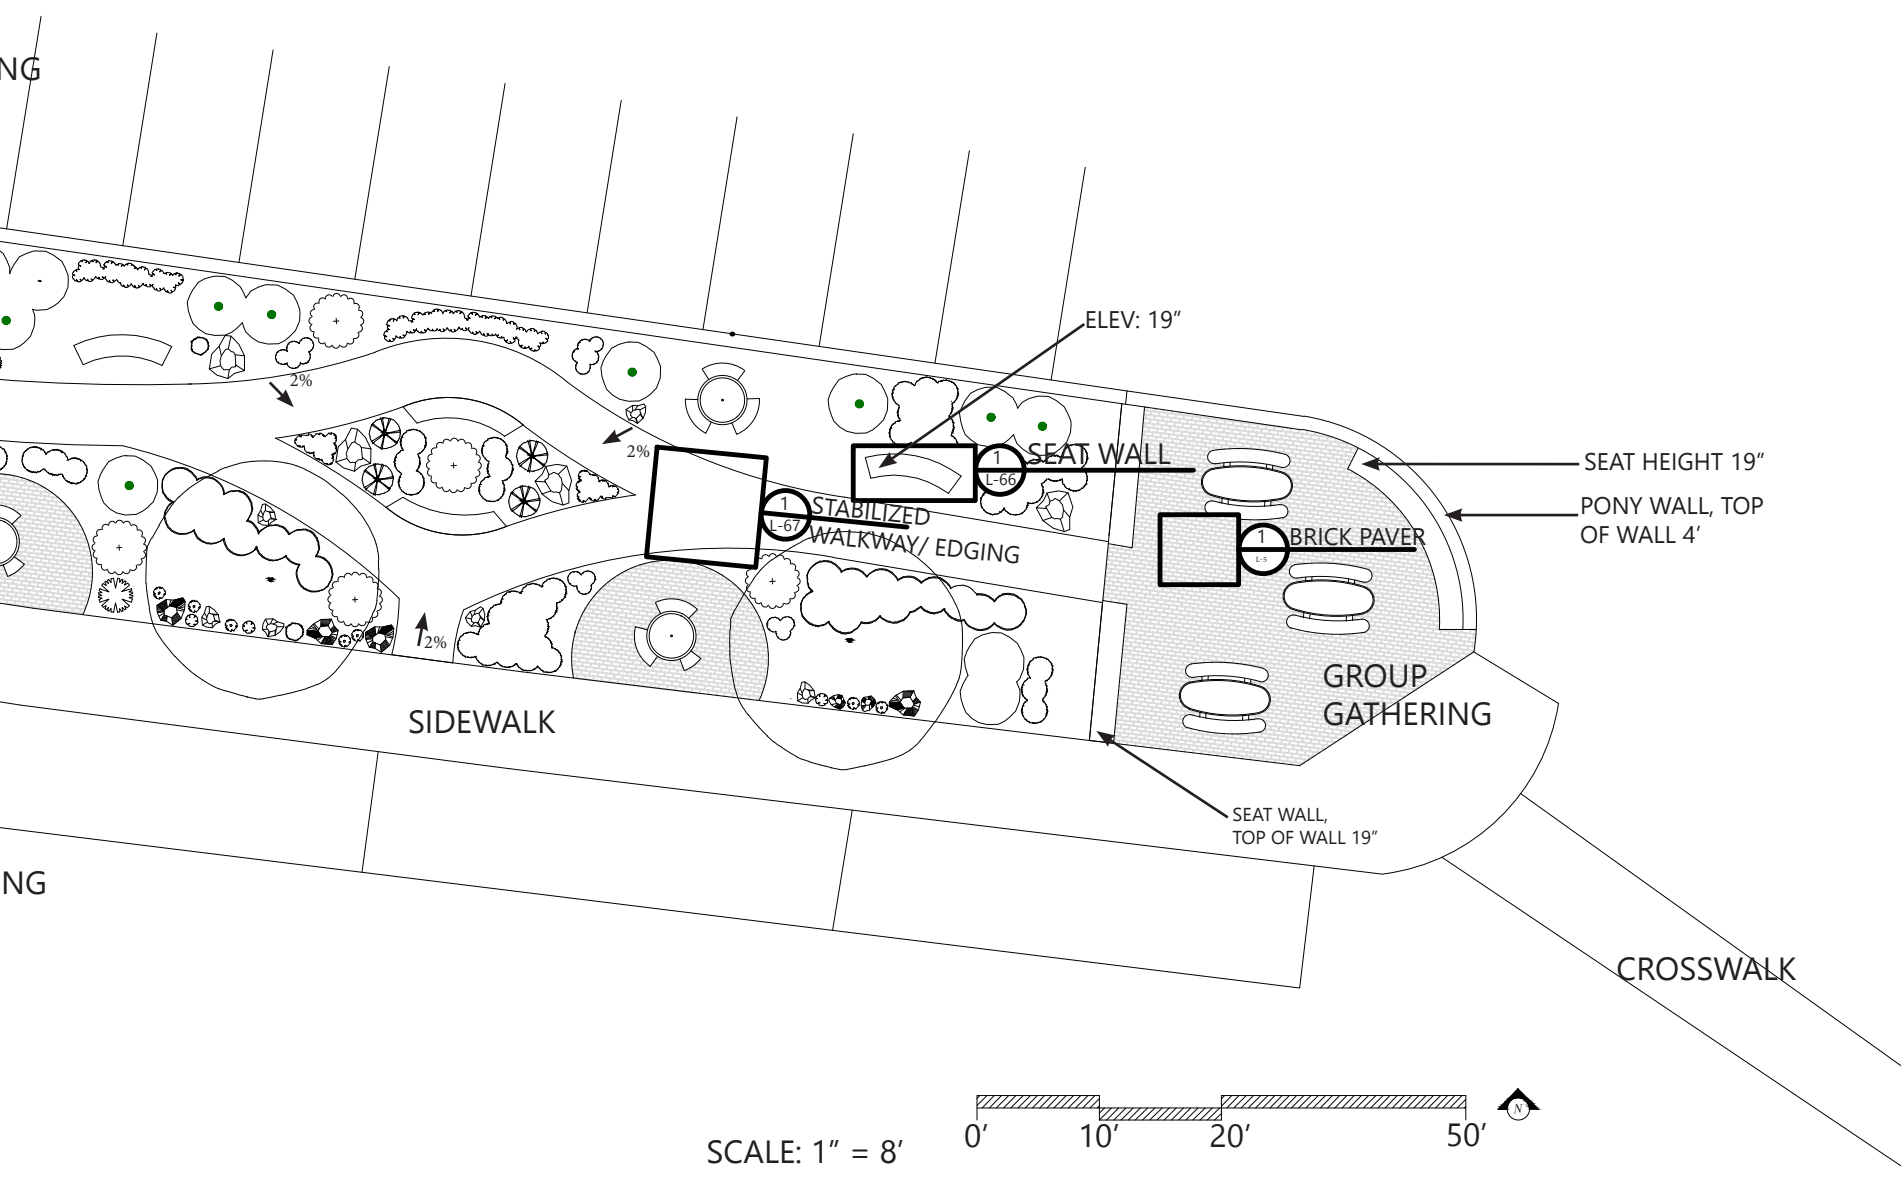 NG
ELEV: 19”
2%
2%
SEAT WALL
1
L-66
SEAT HEIGHT 19”
PONY WALL, TOP
OF WALL 4’
1
L-67
STABILIZED
WALKWAY/ EDGING
1
L-5
BRICK PAVER
2%
GROUP
GATHERING
SIDEWALK
SEAT WALL,
TOP OF WALL 19”
NG
CROSSWALK
SCALE: 1” = 8’
0’ 10’ 20’ 50’
N